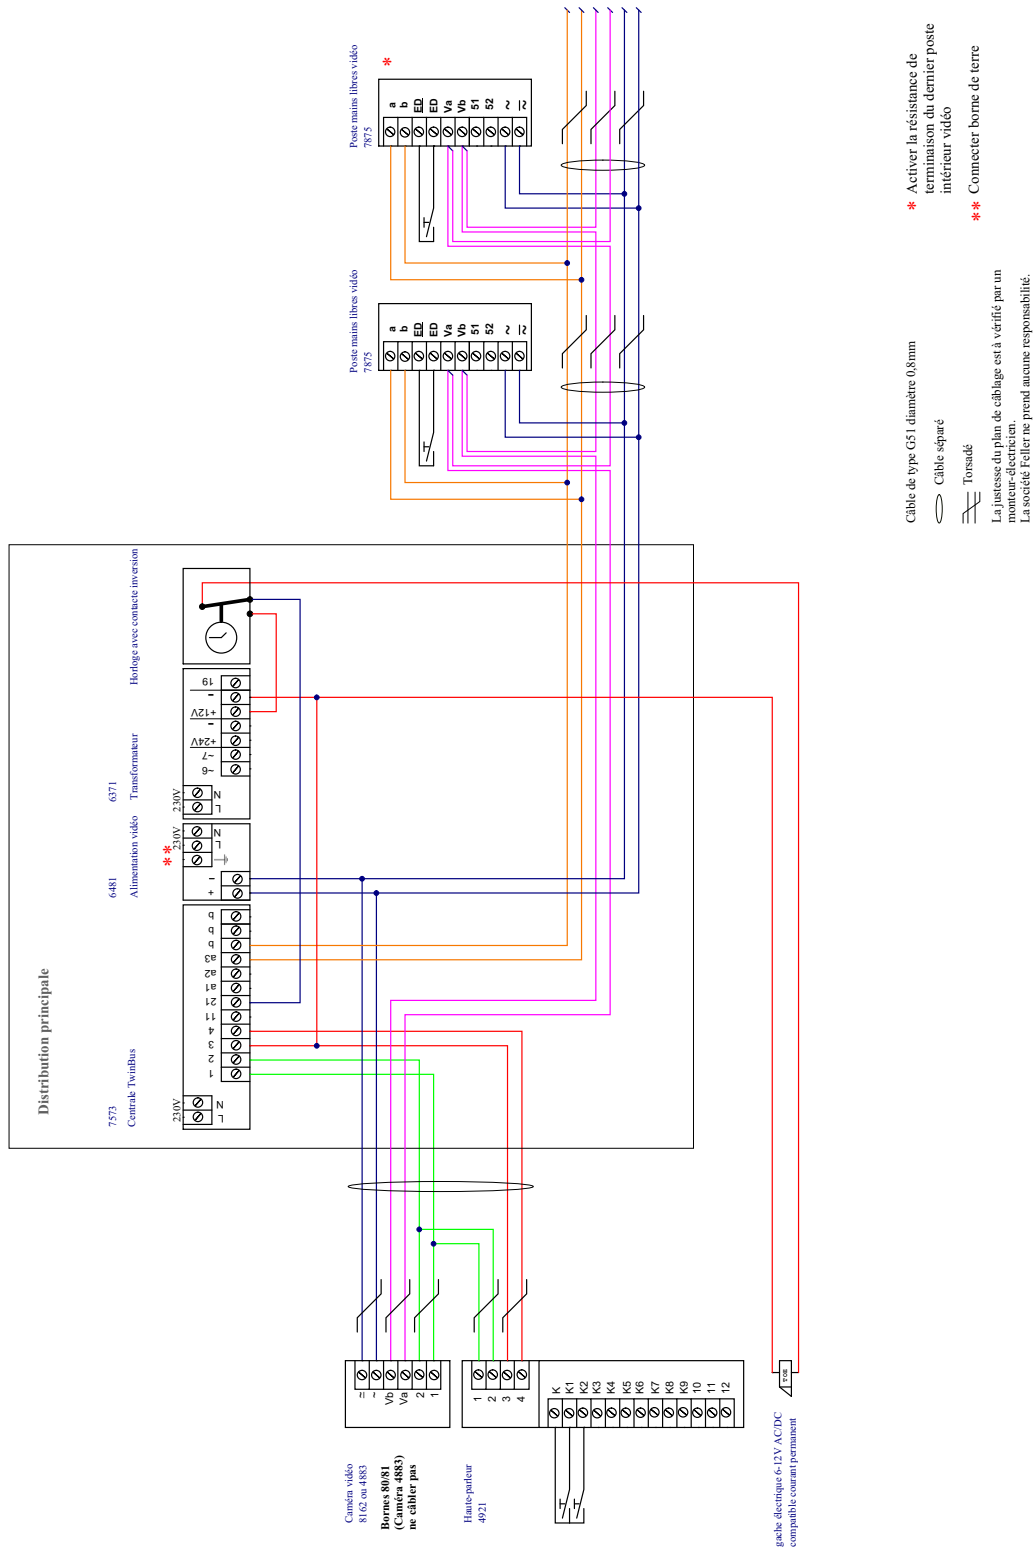 Distribution principale
7573
Centrale TwinBus
6481
Alimentation vidéo
6371
Transformateur
Horloge avec contacte inversion
Poste mains libres vidéo
7875
Poste mains libres vidéo
7875
*
**
230V
L
N
1
2
3
4
11
21
a1
a2
a3
b
b
b
+
-
230V
L
N
230V
L
N
~6
~7
+24V
-
+12V
-
19
a
b
ED
ED
Va
Vb
51
52
~
≂
a
b
ED
ED
Va
Vb
51
52
~
≂
Caméra vidéo
8162 ou 4883
Bornes 80/81
(Caméra 4883)
ne câbler pas
≂
~
Vb
Va
2
1
Haute-parleur
4921
1
2
3
4
K
K1
K2
K3
K4
K5
K6
K7
K8
K9
10
11
12
gache électrique 6-12V AC/DC
compatible courant permanent
TOE
Câble de type G51 diamètre 0,8mm
Câble séparé
Torsadé
La justesse du plan de câblage est à vérifié par un
monteur-électricien.
La société Feller ne prend aucune responsabilité.
* Activer la résistance de
terminaison du dernier poste
intérieur vidéo
** Connecter borne de terre